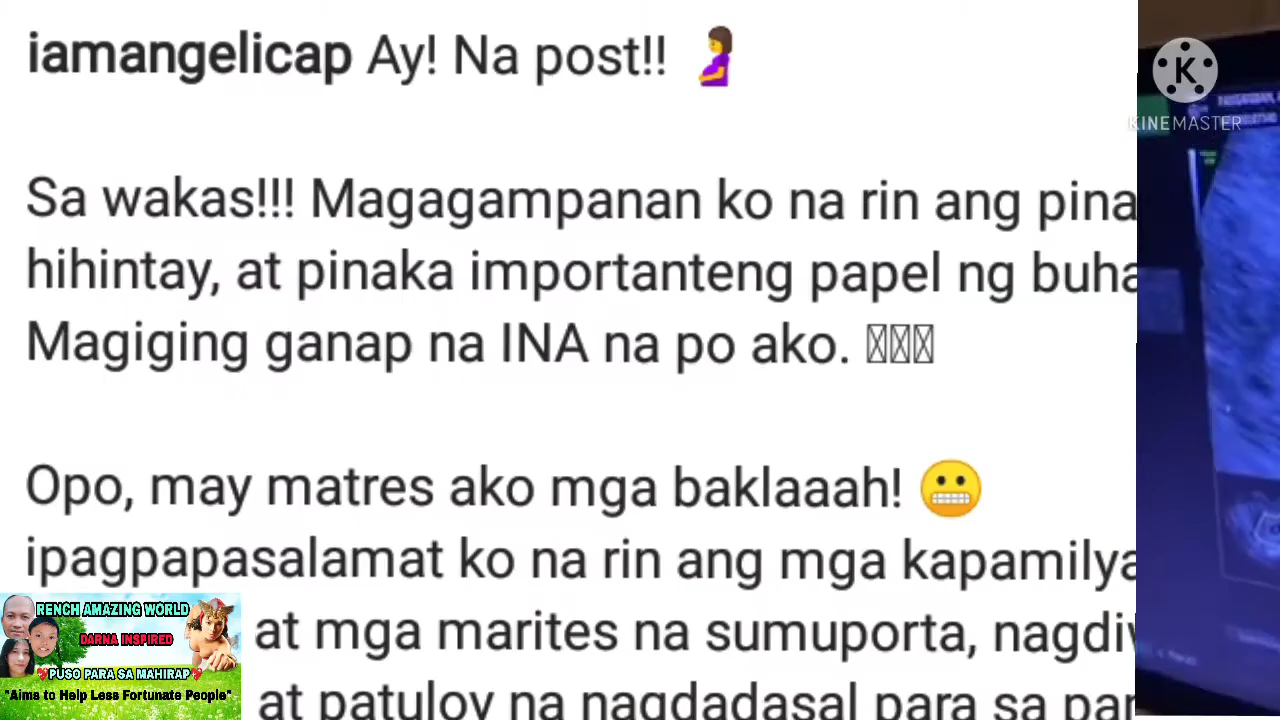 iamangelicap Ay! Na post!! 🤰
Sa wakas!!! Magagampanan ko na rin ang pina
hihintay, at pinaka importanteng papel ng buha
Magiging ganap na INA na po ako.
Opo, may matres ako mga baklaaah! 😬
ipagpapasalamat ko na rin ang mga kapamilya
at mga marites na sumuporta, nagdiv
at patuloy na nagdadasal para sa pan
KINEMASTER
RENCH AMAZING WORLD
DARNA INSPIRED
PUSO PARA SA MAHIRAP
"Aims to Help Less Fortunate People"